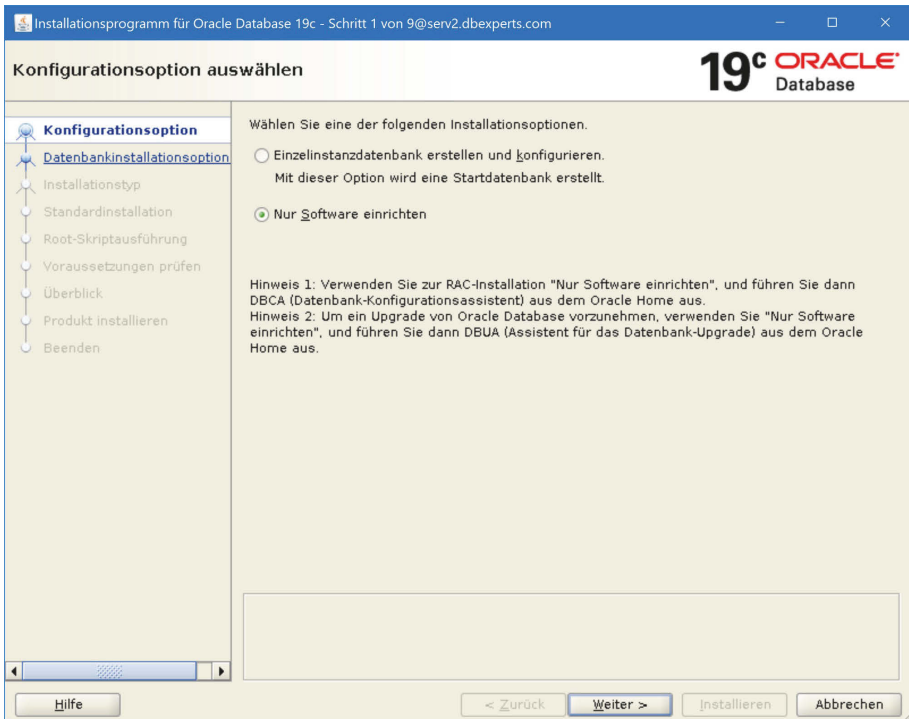 Installationsprogramm für Oracle Database 19c - Schritt 1 von 9@serv2.dbexperts.com
Konfigurationsoption auswählen
19c ORACLE
Database
Konfigurationsoption
Datenbankinstallationsoption
Installationstyp
Standardinstallation
Root-Skriptausführung
Voraussetzungen prüfen
Überblick
Produkt installieren
Beenden
Wählen Sie eine der folgenden Installationsoptionen.
Einzelinstanzdatenbank erstellen und konfigurieren.
Mit dieser Option wird eine Startdatenbank erstellt.
Nur Software einrichten
Hinweis 1: Verwenden Sie zur RAC-Installation "Nur Software einrichten", und führen Sie dann
DBCA (Datenbank-Konfigurationsassistent) aus dem Oracle Home aus.
Hinweis 2: Um ein Upgrade von Oracle Database vorzunehmen, verwenden Sie "Nur Software
einrichten", und führen Sie dann DBUA (Assistent für das Datenbank-Upgrade) aus dem Oracle
Home aus.
Hilfe
< Zurück
Weiter >
Installieren
Abbrechen